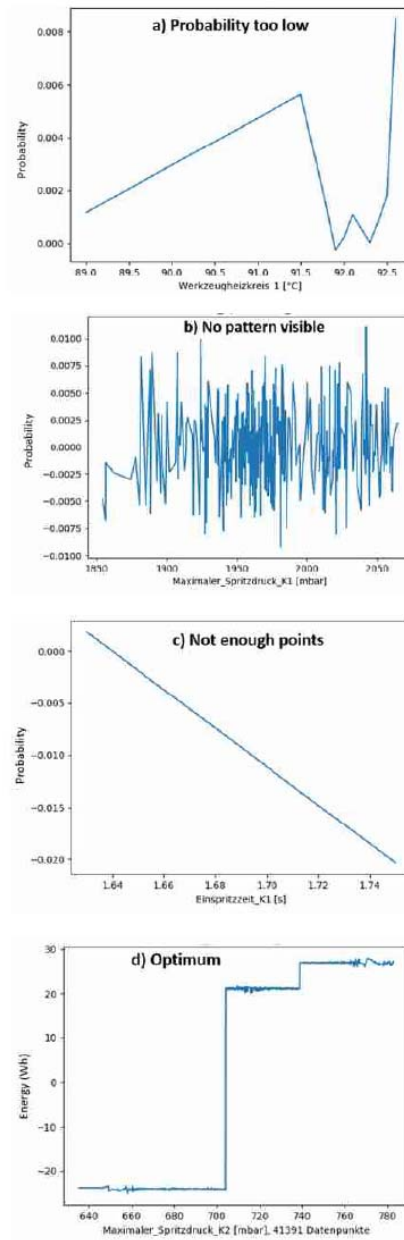 a) Probability too low
0.008
0.006
0.004
0.002
0.000
Probability
89.0 89.5 90.0 90.5 91.0 91.5 92.0 92.5
Werkzeugheizkreis 1 [°C]
b) No pattern visible
0.0100
0.0075
0.0050
0.0025
0.0000
−0.0025
−0.0050
−0.0075
−0.0100
Probability
1850 1900 1950 2000 2050
Maximaler_Spritzdruck_K1 [mbar]
c) Not enough points
0.000
−0.005
−0.010
−0.015
−0.020
Probability
1.64 1.66 1.68 1.70 1.72 1.74
Einspritzzeit_K1 [s]
d) Optimum
30
20
10
0
−10
−20
Energy (Wh)
640 660 680 700 720 740 760 780
Maximaler_Spritzdruck_K2 [mbar], 41391 Datenpunkte